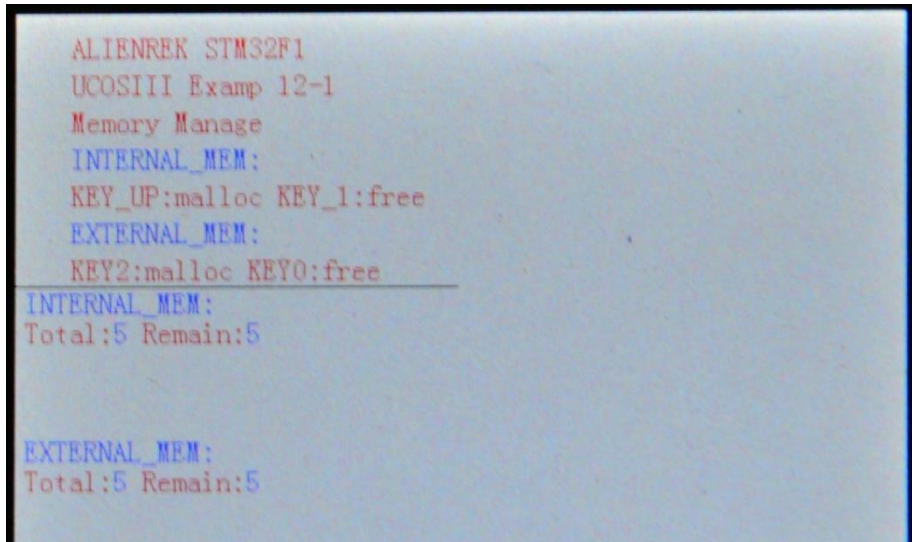 ALIENREK STM32F1
UCOSIII Examp 12-1
Memory Manage
INTERNAL_MEM:
KEY_UP:malloc KEY_1:free
EXTERNAL_MEM:
KEY2:malloc KEY0:free
INTERNAL_MEM:
Total:5 Remain:5
EXTERNAL_MEM:
Total:5 Remain:5